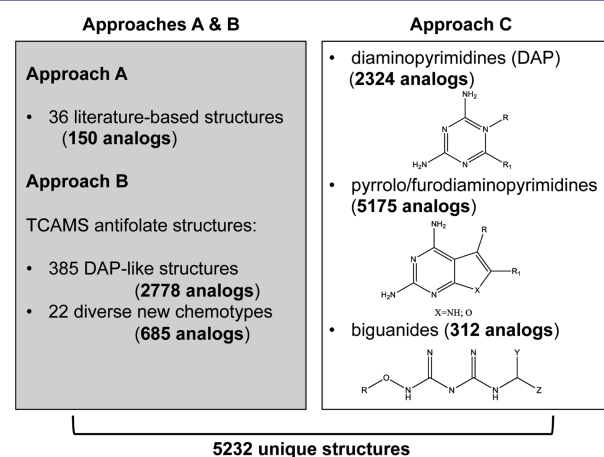 Approaches A & B
Approach A
• 36 literature-based structures
(150 analogs)
Approach B
TCAMS antifolate structures:
• 385 DAP-like structures
(2778 analogs)
• 22 diverse new chemotypes
(685 analogs)
Approach C
• diaminopyrimidines (DAP)
(2324 analogs)
NH₂
N
N
R
H₂N
N
R₁
• pyrrolo/furodiaminopyrimidines
(5175 analogs)
NH₂
R
N
R₁
H₂N
N
X
X=NH; O
• biguanides (312 analogs)
N
N
Y
O
R
N
H
N
N
H
Z
5232 unique structures